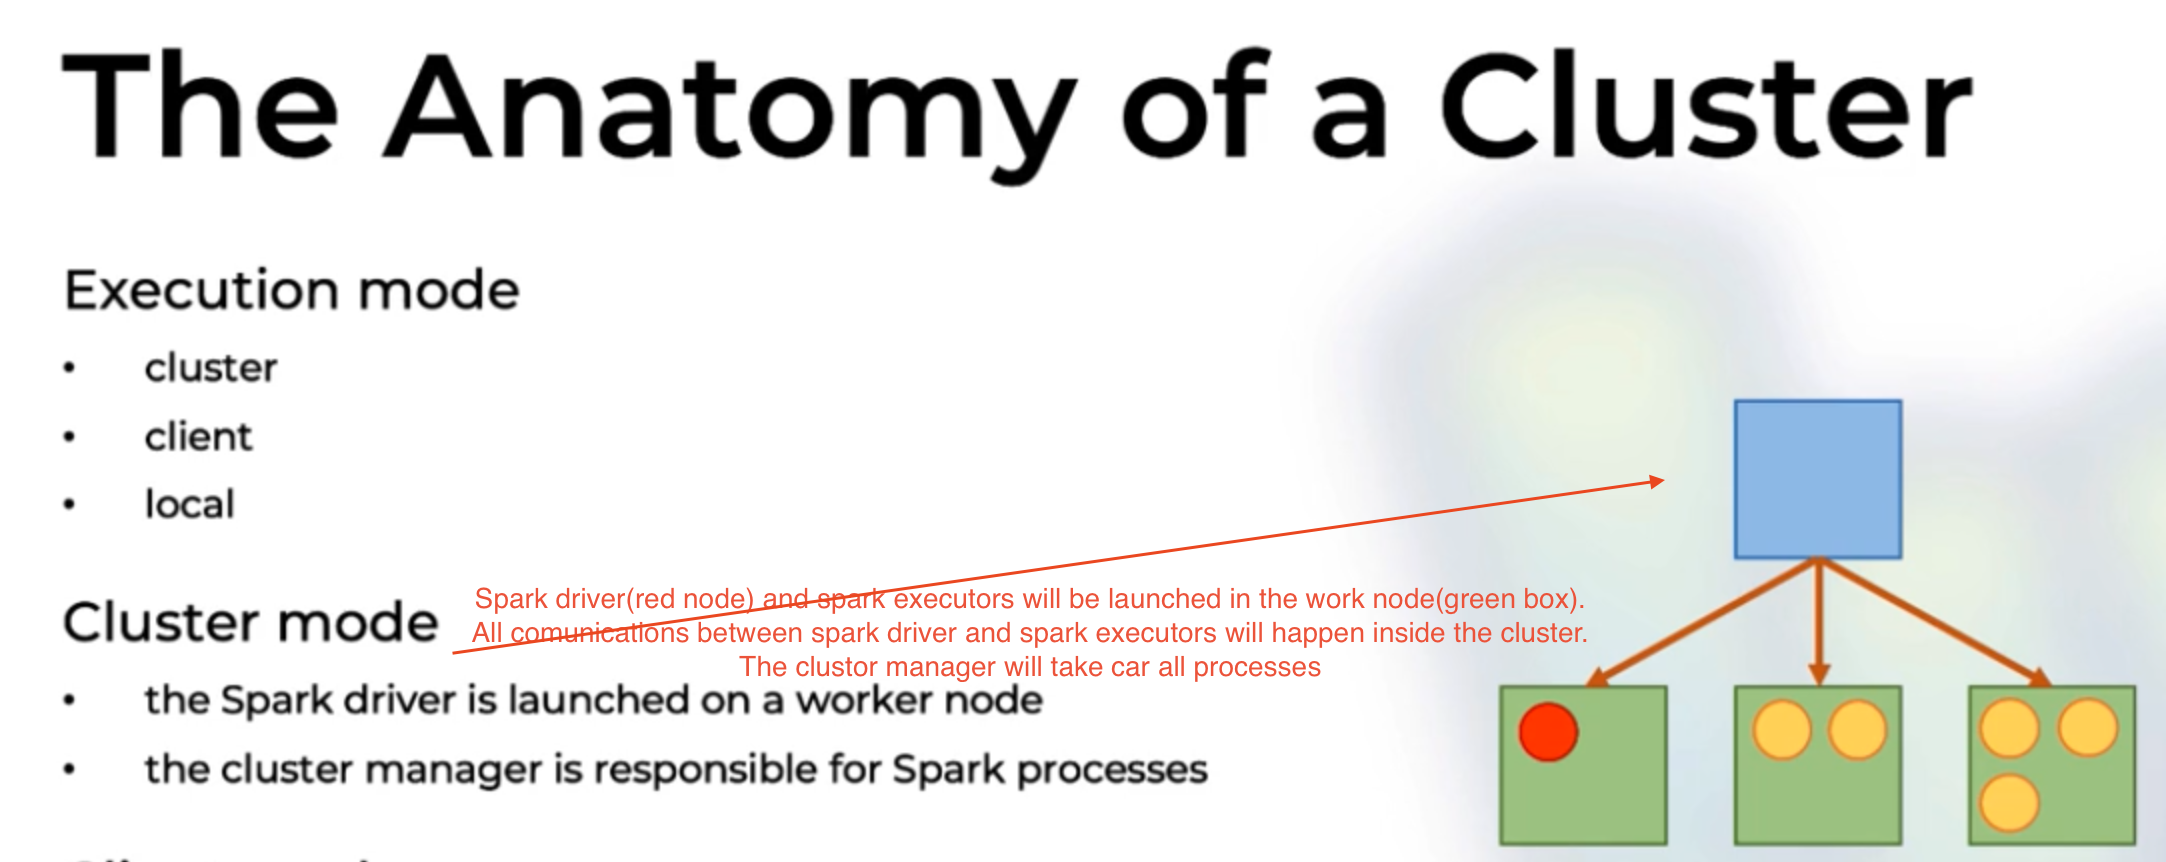 The Anatomy of a Cluster
Execution mode
• cluster
• client
• local
Cluster mode
Spark driver(red node) and spark executors will be launched in the work node(green box).
All comunications between spark driver and spark executors will happen inside the cluster.
The clustor manager will take car all processes
• the Spark driver is launched on a worker node
• the cluster manager is responsible for Spark processes